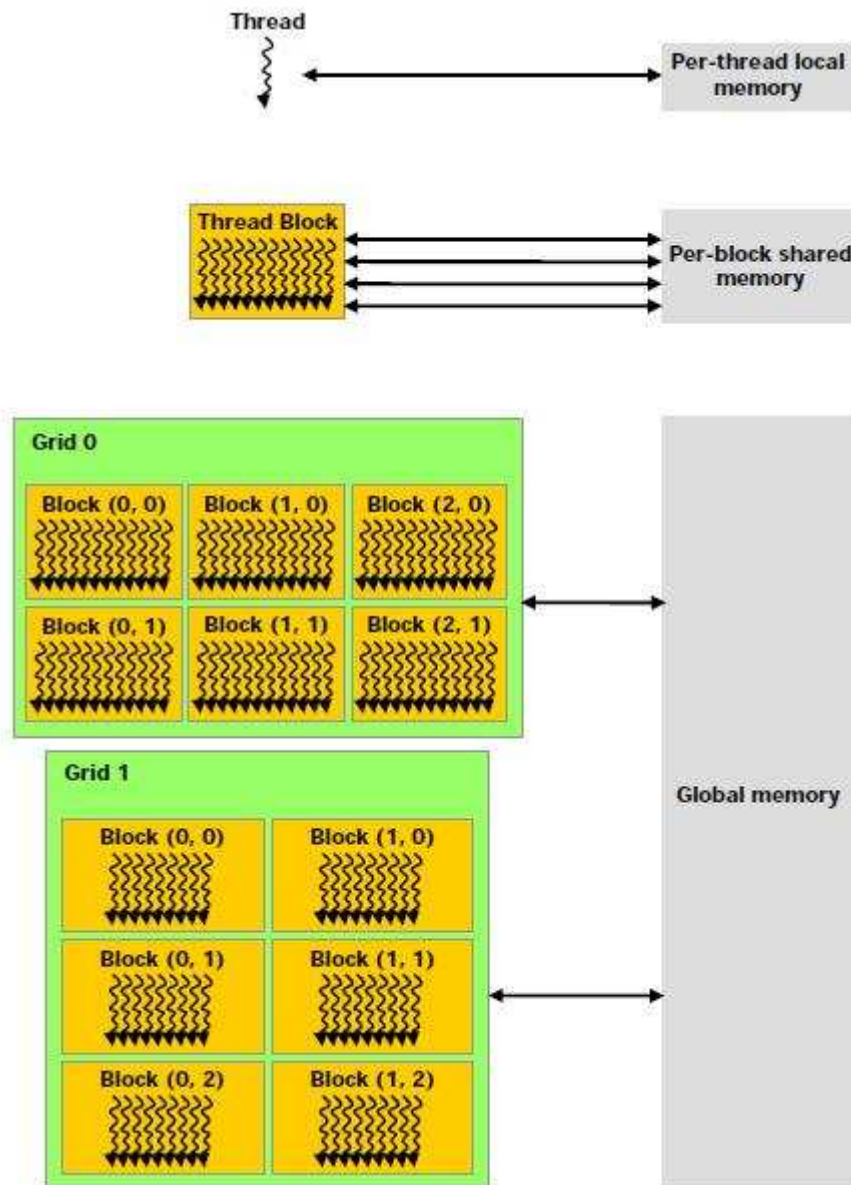 Thread
Per-thread local
memory
Thread Block
Per-block shared
memory
Grid 0
Block (0, 0)
Block (1, 0)
Block (2, 0)
Block (0, 1)
Block (1, 1)
Block (2, 1)
Grid 1
Global memory
Block (0, 0)
Block (1, 0)
Block (0, 1)
Block (1, 1)
Block (0, 2)
Block (1, 2)